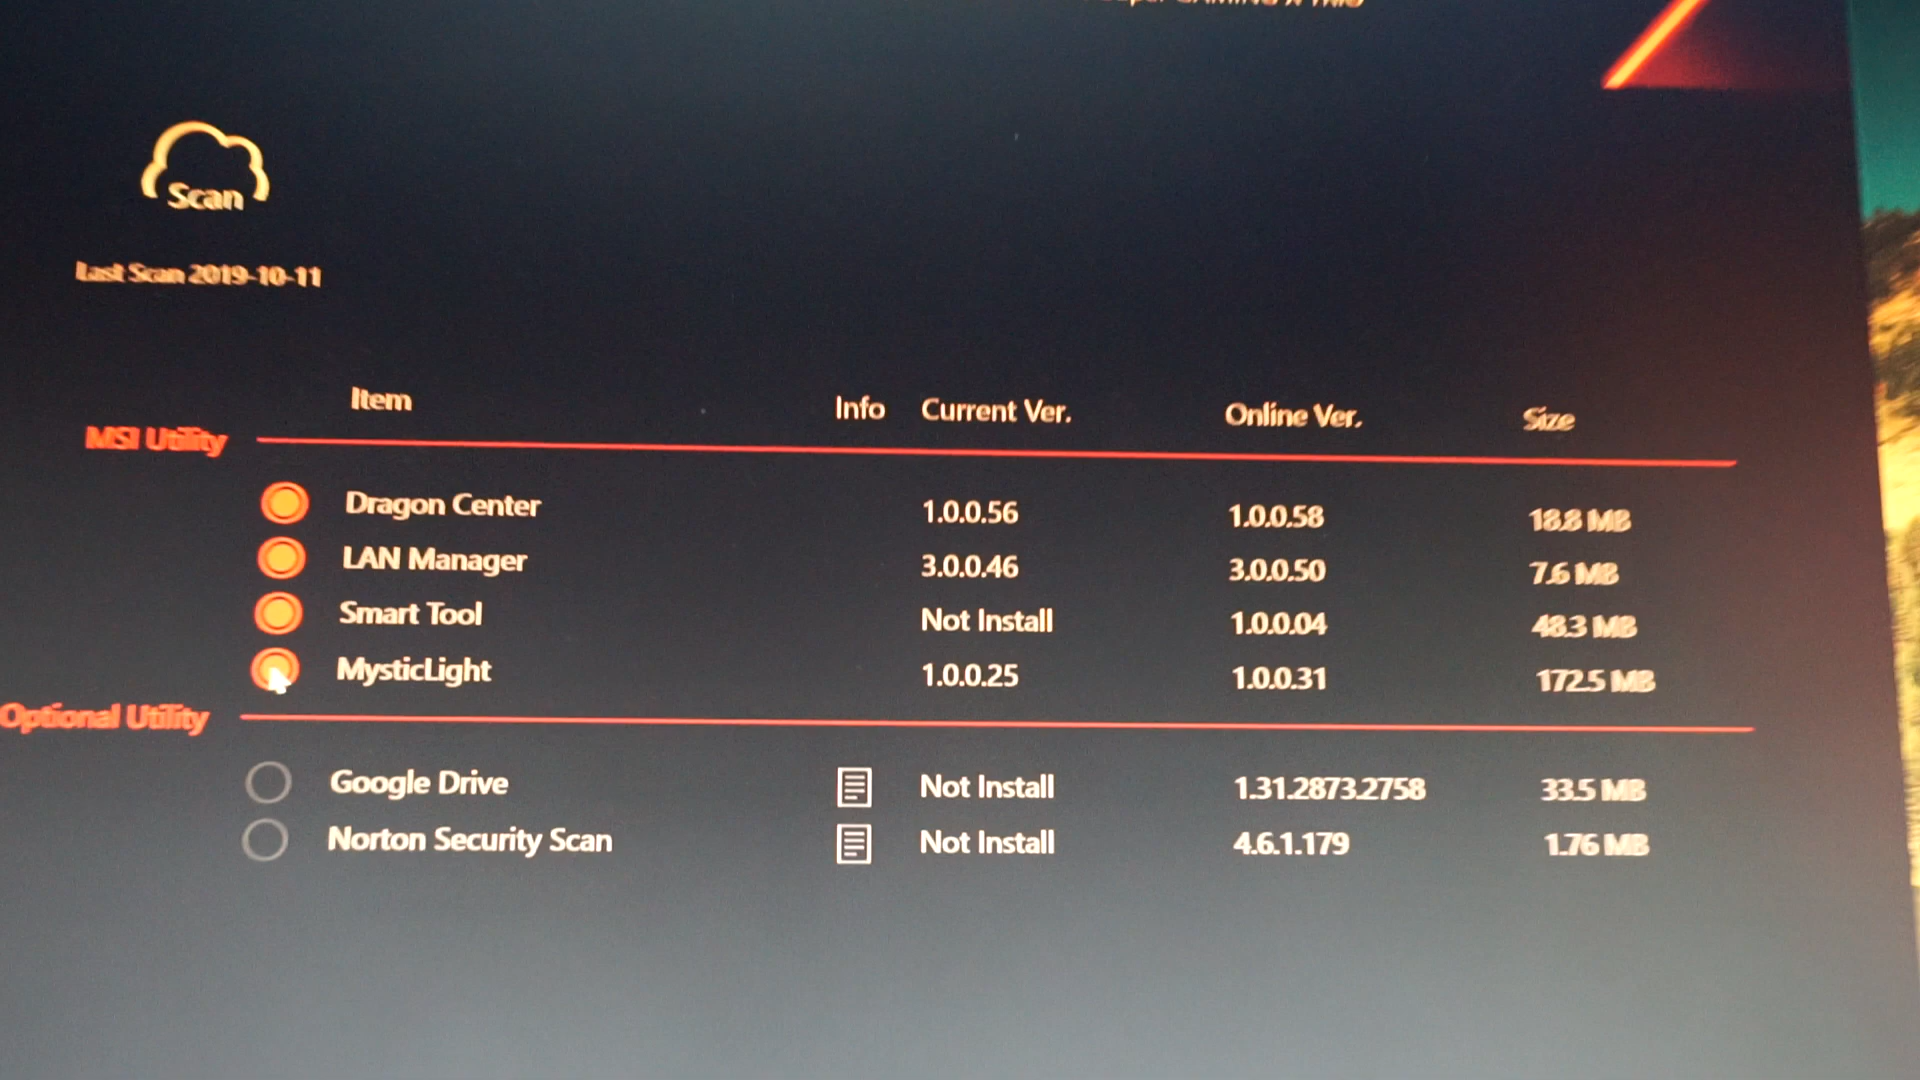 GAMING X TRIO
Scan
Last Scan 2019-10-11
Item Info Current Ver. Online Ver. Size
MSI Utility
Dragon Center 1.0.0.56 1.0.0.58 18.8 MB
LAN Manager 3.0.0.46 3.0.0.50 7.6 MB
Smart Tool Not Install 1.0.0.04 48.3 MB
MysticLight 1.0.0.25 1.0.0.31 172.5 MB
Optional Utility
Google Drive Not Install 1.31.2873.2758 33.5 MB
Norton Security Scan Not Install 4.6.1.179 1.76 MB